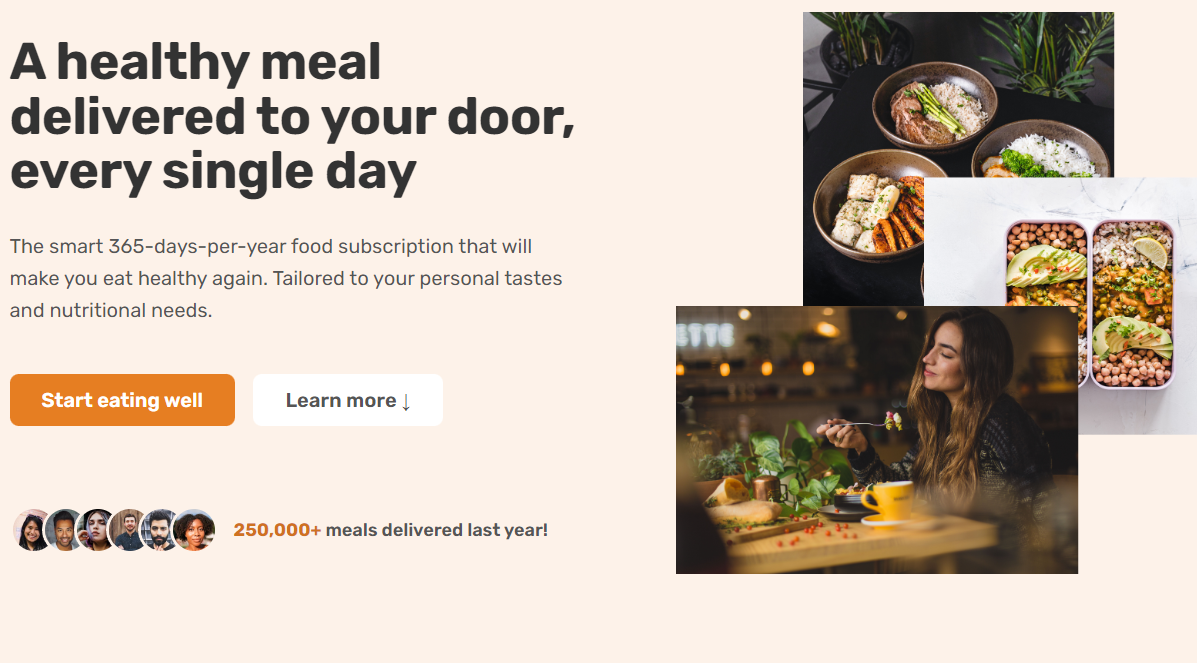 A healthy meal
delivered to your door,
every single day
The smart 365-days-per-year food subscription that will
make you eat healthy again. Tailored to your personal tastes
and nutritional needs.
Start eating well
Learn more ↓
250,000+ meals delivered last year!